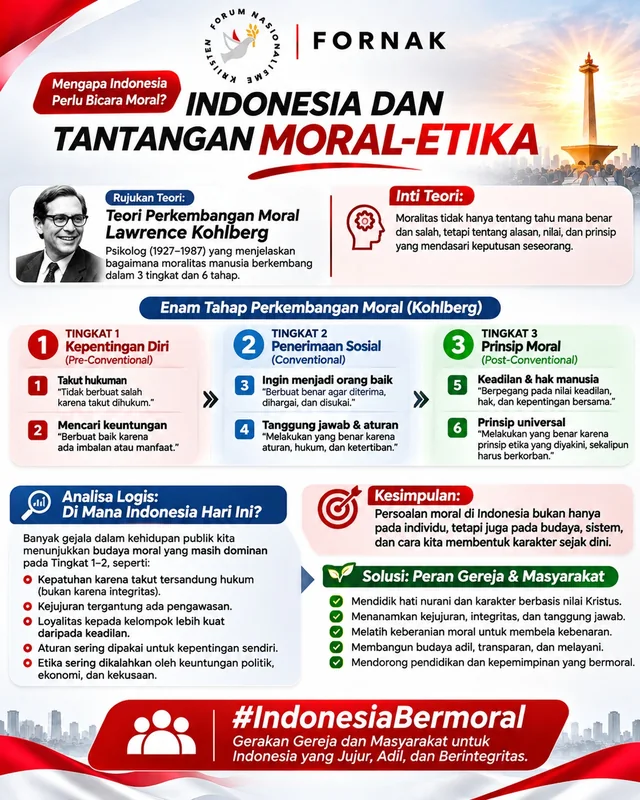 FORUM NASIONALISME KRISTEN
FORNAK
Mengapa Indonesia
Perlu Bicara Moral?
INDONESIA DAN
TANTANGAN MORAL-ETIKA
Rujukan Teori:
Teori Perkembangan Moral
Lawrence Kohlberg
Psikolog (1927–1987) yang menjelaskan
bagaimana moralitas manusia berkembang
dalam 3 tingkat dan 6 tahap.
Inti Teori:
Moralitas tidak hanya tentang tahu mana benar
dan salah, tetapi tentang alasan, nilai, dan prinsip
yang mendasari keputusan seseorang.
Enam Tahap Perkembangan Moral (Kohlberg)
1
TINGKAT 1
Kepentingan Diri
(Pre-Conventional)
1
Takut hukuman
"Tidak berbuat salah
karena takut dihukum."
2
Mencari keuntungan
"Berbuat baik karena
ada imbalan atau manfaat."
2
TINGKAT 2
Penerimaan Sosial
(Conventional)
3
Ingin menjadi orang baik
"Berbuat benar agar diterima,
dihargai, dan disukai."
4
Tanggung jawab & aturan
"Melakukan yang benar karena
aturan, hukum, dan ketertiban."
3
TINGKAT 3
Prinsip Moral
(Post-Conventional)
5
Keadilan & hak manusia
"Berpegang pada nilai keadilan,
hak, dan kepentingan bersama."
6
Prinsip universal
"Melakukan yang benar karena
prinsip etika yang diyakini, sekalipun
harus berkorban."
Analisa Logis:
Di Mana Indonesia Hari Ini?
Banyak gejala dalam kehidupan publik kita
menunjukkan budaya moral yang masih dominan
pada Tingkat 1–2, seperti:
Kepatuhan karena takut tersandung hukum
(bukan karena integritas).
Kejujuran tergantung ada pengawasan.
Loyalitas kepada kelompok lebih kuat
daripada keadilan.
Aturan sering dipakai untuk kepentingan sendiri.
Etika sering dikalahkan oleh keuntungan politik,
ekonomi, dan kekusaan.
Kesimpulan:
Persoalan moral di Indonesia bukan hanya
pada individu, tetapi juga pada budaya, sistem,
dan cara kita membentuk karakter sejak dini.
Solusi: Peran Gereja & Masyarakat
Mendidik hati nurani dan karakter berbasis nilai Kristus.
Menanamkan kejujuran, integritas, dan tanggung jawab.
Melatih keberanian moral untuk membela kebenaran.
Membangun budaya adil, transparan, dan melayani.
Mendorong pendidikan dan kepemimpinan yang bermoral.
#IndonesiaBermoral
Gerakan Gereja dan Masyarakat untuk
Indonesia yang Jujur, Adil, dan Berintegritas.